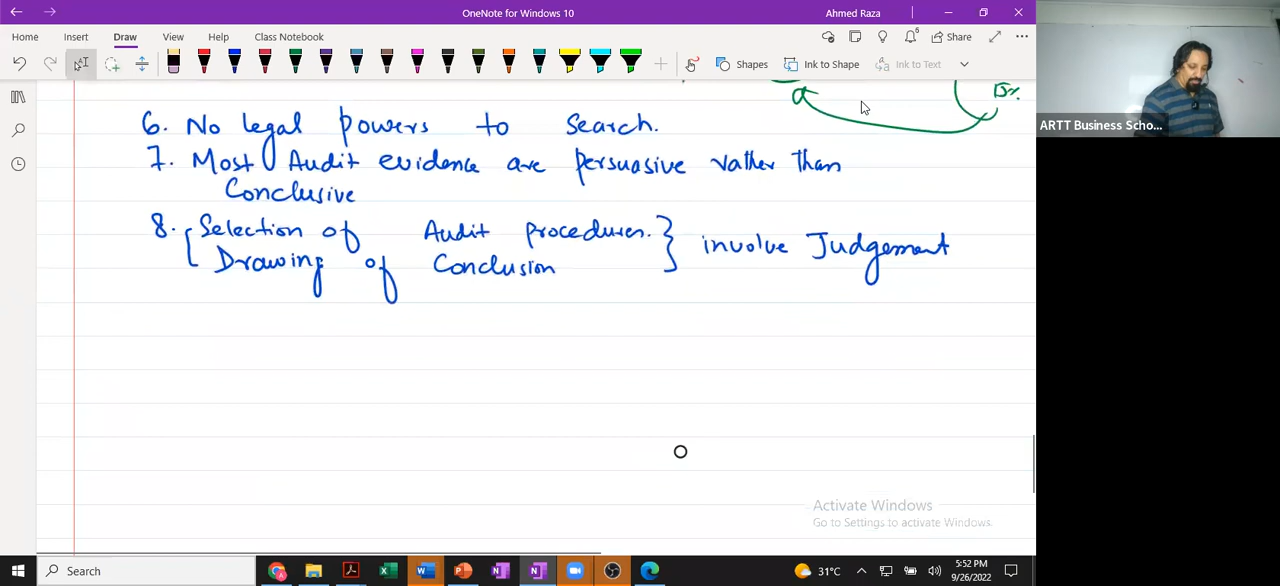 OneNote for Windows 10
Ahmed Raza
Home Insert Draw View Help Class Notebook
Share
Shapes Ink to Shape Ink to Text
15%
6. No legal powers to Search.
7. Most Audit evidence are persuasive rather than
Conclusive
8. Selection of Audit procedures.
Drawing of Conclusion
involve Judgement
ARTT Business Scho...
Activate Windows
Go to Settings to activate Windows.
Search
31°C
5:52 PM
9/26/2022